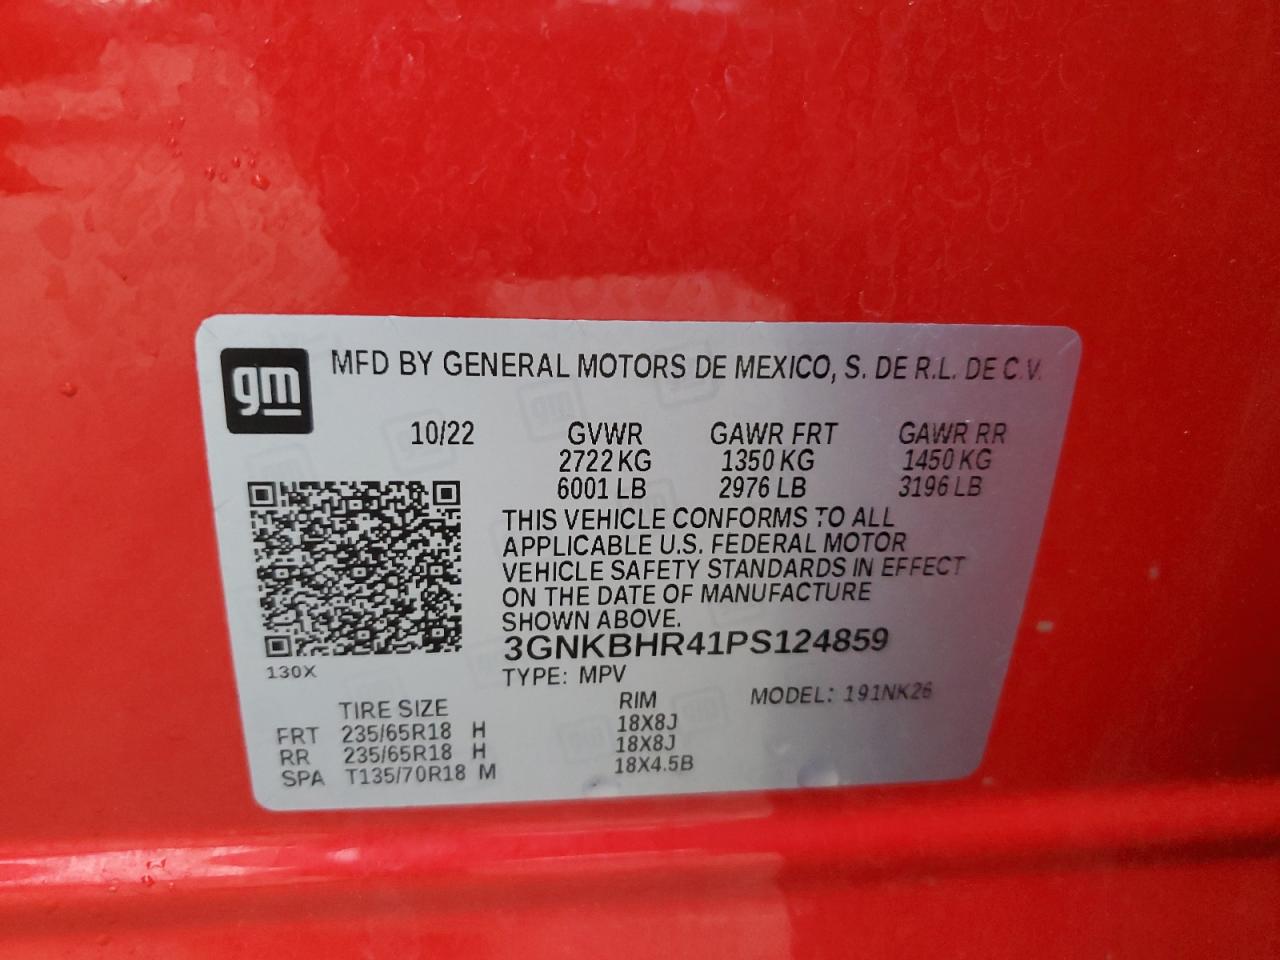 gm
MFD BY GENERAL MOTORS DE MEXICO, S. DE R.L. DE C.V.
10/22 GVWR GAWR FRT GAWR RR
2722 KG 1350 KG 1450 KG
6001 LB 2976 LB 3196 LB
THIS VEHICLE CONFORMS TO ALL
APPLICABLE U.S. FEDERAL MOTOR
VEHICLE SAFETY STANDARDS IN EFFECT
ON THE DATE OF MANUFACTURE
SHOWN ABOVE.
3GNKBHR41PS124859
130X
TYPE: MPV
MODEL: 191NK26
TIRE SIZE RIM
FRT 235/65R18 H 18X8J
RR 235/65R18 H 18X8J
SPA T135/70R18 M 18X4.5B